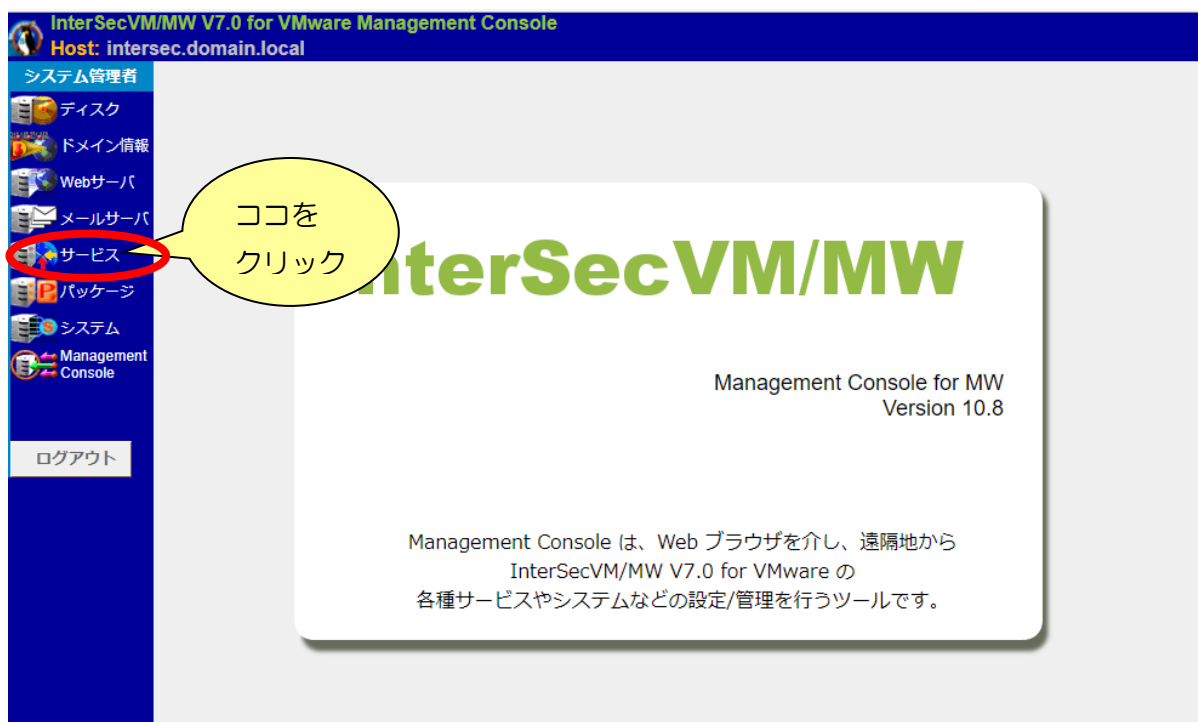 InterSecVM/MW V7.0 for VMware Management Console
Host: intersec.domain.local
システム管理者
ディスク
ドメイン情報
Webサーバ
メールサーバ
サービス
パッケージ
システム
Management
Console
ログアウト
ココを
クリック
nterSecVM/MW
Management Console for MW
Version 10.8
Management Console は、Web ブラウザを介し、遠隔地から
InterSecVM/MW V7.0 for VMware の
各種サービスやシステムなどの設定/管理を行うツールです。